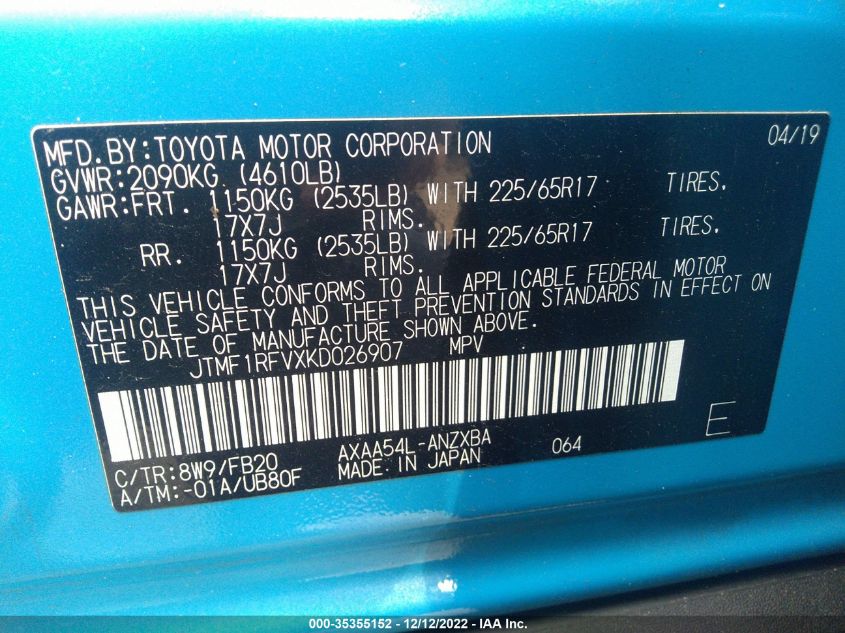 MFD.BY:TOYOTA MOTOR CORPORATION 04/19
GVWR:2090KG (4610LB)
GAWR:FRT. 1150KG (2535LB) WITH 225/65R17 TIRES.
17X7J RIMS.
RR. 1150KG (2535LB) WITH 225/65R17 TIRES.
17X7J RIMS.
THIS VEHICLE CONFORMS TO ALL APPLICABLE FEDERAL MOTOR
VEHICLE SAFETY AND THEFT PREVENTION STANDARDS IN EFFECT ON
THE DATE OF MANUFACTURE SHOWN ABOVE.
JTMF1RFVXKD026907 MPV
C/TR:8W9/FB20 AXAA54L-ANZXBA 064 E
A/TM:-01A/UB80F MADE IN JAPAN
000-35355152 - 12/12/2022 - IAA Inc.